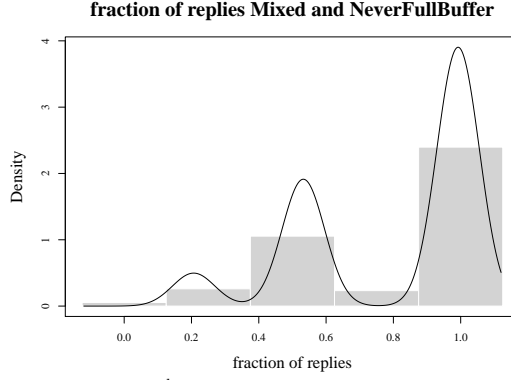 fraction of replies Mixed and NeverFullBuffer
4
3
2
1
0
Density
0.0 0.2 0.4 0.6 0.8 1.0
fraction of replies